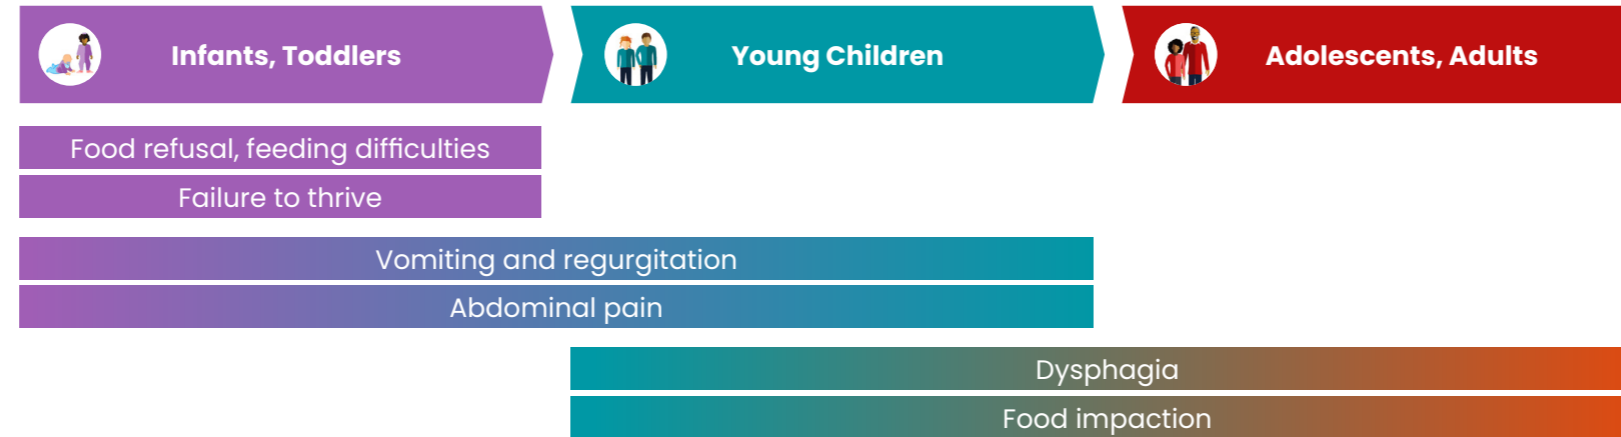 Infants, Toddlers
Young Children
Adolescents, Adults
Food refusal, feeding difficulties
Failure to thrive
Vomiting and regurgitation
Abdominal pain
Dysphagia
Food impaction